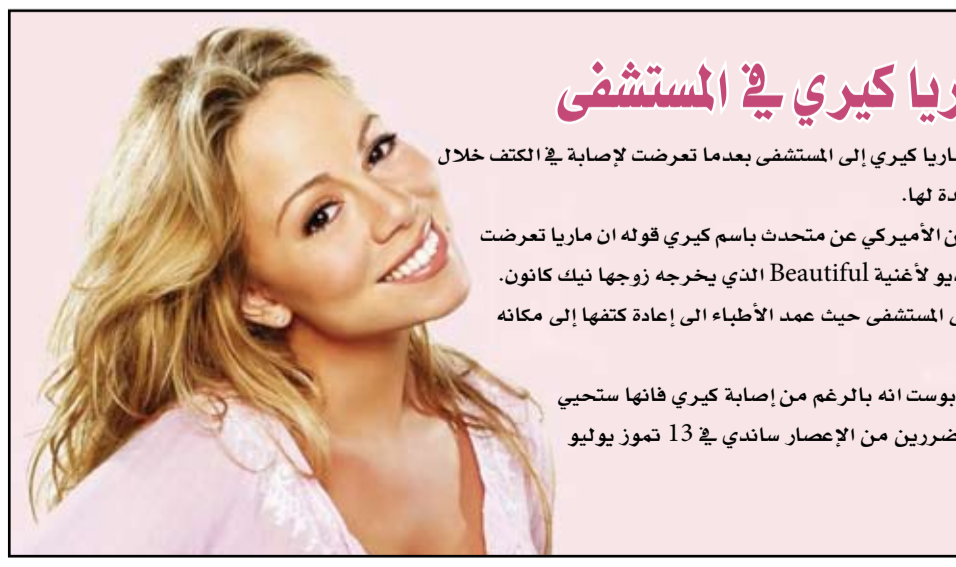 ريا كيري في المستشفى
اريا كيري إلى المستشفى بعدما تعرضت لإصابة في الكتف خلال
دة لها.
ن الأميركي عن متحدث باسم كيري قوله ان ماريا تعرضت
ديو لأغنية Beautiful الذي يخرجه زوجها نيك كانون.
ى المستشفى حيث عمد الأطباء الى إعادة كتفها إلى مكانه
بوست انه بالرغم من إصابة كيري فانها ستحيي
ضررين من الإعصار ساندي في 13 تموز يوليو